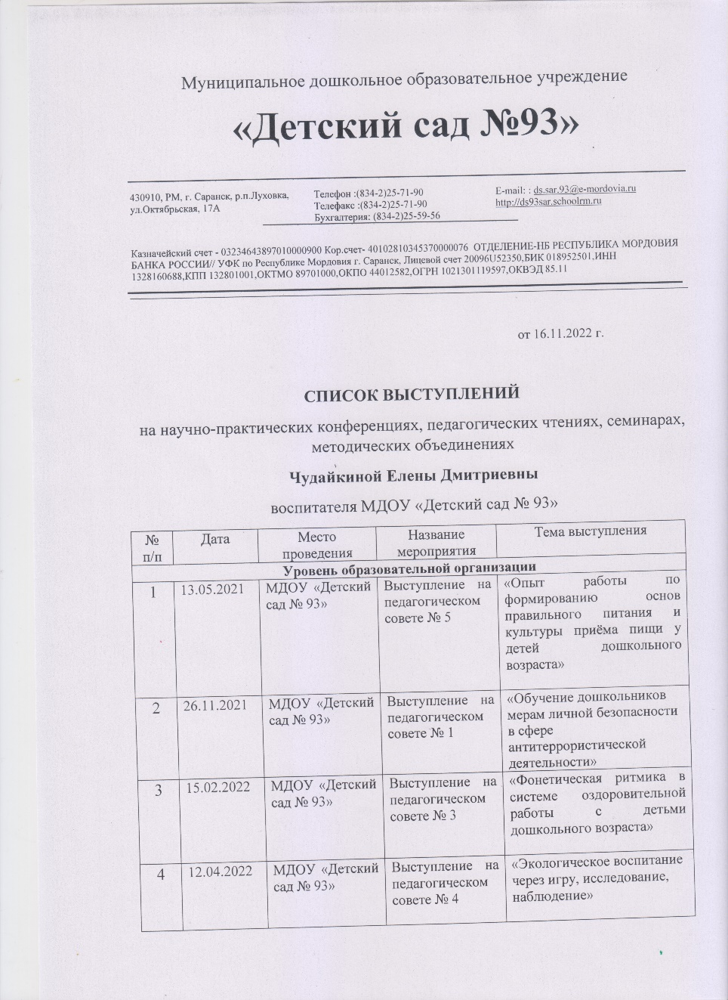 Муниципальное дошкольное образовательное учреждение
«Детский сад №93»
430910, РМ, г. Саранск, р.п.Луховка,
ул.Октябрьская, 17А
Телефон :(834-2)25-71-90
Телефакс :(834-2)25-71-90
Бухгалтерия: (834-2)25-59-56
E-mail: : ds.sar.93@e-mordovia.ru
http://ds93sar.schoolrm.ru
Казначейский счет - 03234643897010000900 Кор.счет- 40102810345370000076 ОТДЕЛЕНИЕ-НБ РЕСПУБЛИКА МОРДОВИЯ
БАНКА РОССИИ// УФК по Республике Мордовия г. Саранск, Лицевой счет 20096U52350,БИК 018952501,ИНН
1328160688,КПП 132801001,ОКТМО 89701000,ОКПО 44012582,ОГРН 1021301119597,ОКВЭД 85.11
от 16.11.2022 г.
СПИСОК ВЫСТУПЛЕНИЙ
на научно-практических конференциях, педагогических чтениях, семинарах,
методических объединениях
Чудайкиной Елены Дмитриевны
воспитателя МДОУ «Детский сад № 93»
№
п/п
Дата
Место
проведения
Название
мероприятия
Тема выступления
Уровень образовательной организации
1
13.05.2021
МДОУ «Детский
сад № 93»
Выступление на
педагогическом
совете № 5
«Опыт работы по
формированию основ
правильного питания и
культуры приёма пищи у
детей дошкольного
возраста»
2
26.11.2021
МДОУ «Детский
сад № 93»
Выступление на
педагогическом
совете № 1
«Обучение дошкольников
мерам личной безопасности
в сфере
антитеррористической
деятельности»
3
15.02.2022
МДОУ «Детский
сад № 93»
Выступление на
педагогическом
совете № 3
«Фонетическая ритмика в
системе оздоровительной
работы с детьми
дошкольного возраста»
4
12.04.2022
МДОУ «Детский
сад № 93»
Выступление на
педагогическом
совете № 4
«Экологическое воспитание
через игру, исследование,
наблюдение»